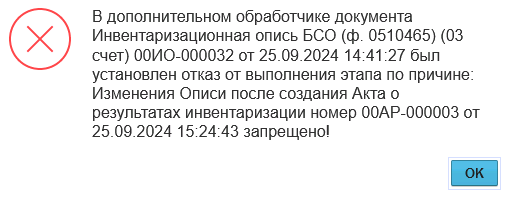 В дополнительном обработчике документа
Инвентаризационная опись БСО (ф. 0510465) (03
счет) 00ИО-000032 от 25.09.2024 14:41:27 был
установлен отказ от выполнения этапа по причине:
Изменения Описи после создания Акта о
результатах инвентаризации номер 00АР-000003 от
25.09.2024 15:24:43 запрещено!
ОК